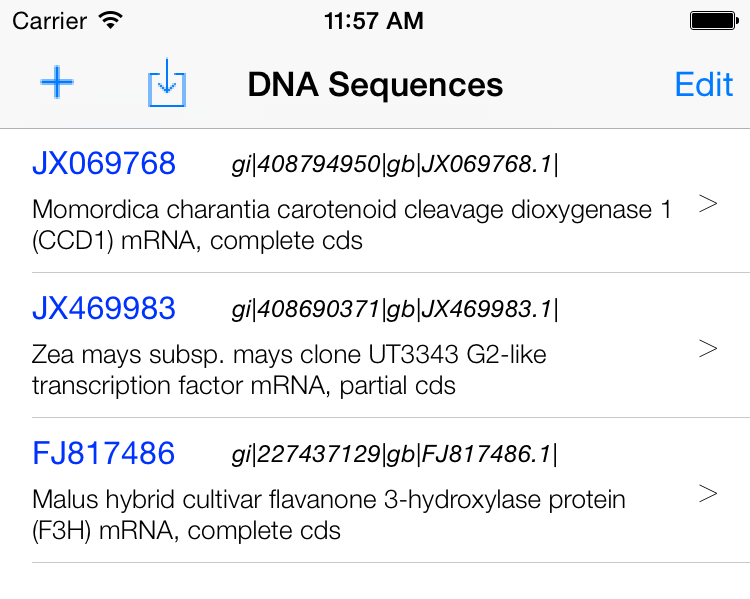 Carrier 11:57 AM
DNA Sequences Edit
JX069768 gi|408794950|gb|JX069768.1|
Momordica charantia carotenoid cleavage dioxygenase 1
(CCD1) mRNA, complete cds
JX469983 gi|408690371|gb|JX469983.1|
Zea mays subsp. mays clone UT3343 G2-like
transcription factor mRNA, partial cds
FJ817486 gi|227437129|gb|FJ817486.1|
Malus hybrid cultivar flavanone 3-hydroxylase protein
(F3H) mRNA, complete cds